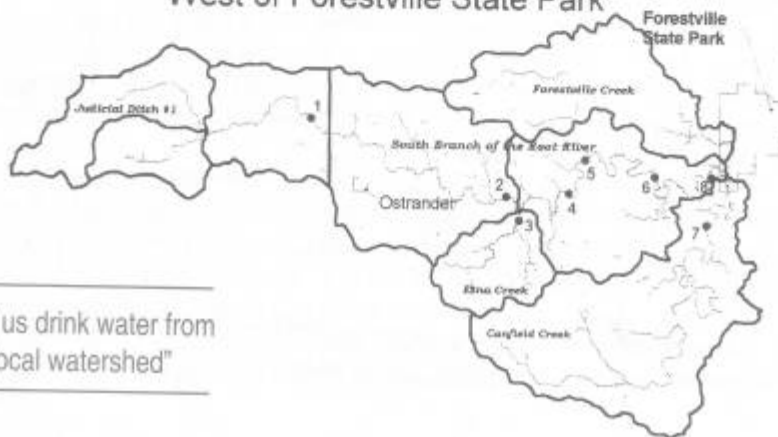 West of Forestville State Park
Forestville
State Park
Judicial Ditch #1
1
Forestville Creek
South Branch of the Root River
5
2
6
8
Ostrander
4
3
7
Etna Creek
us drink water from
Canfield Creek
ocal watershed”